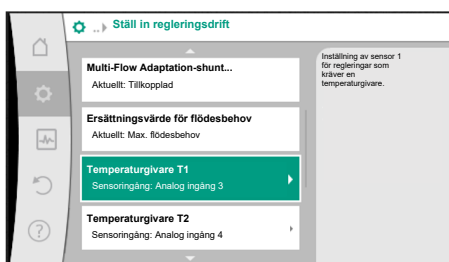 ..▸ Ställ in regleringsdrift
Multi-Flow Adaptation-shunt...
Aktuellt: Tillkopplad
Ersättningsvärde för flödesbehov
Aktuellt: Max. flödesbehov
Temperaturgivare T1
Sensoringång: Analog ingång 3
Temperaturgivare T2
Sensoringång: Analog ingång 4
Inställning av sensor 1
för regleringar som
kräver en
temperaturgivare.
?